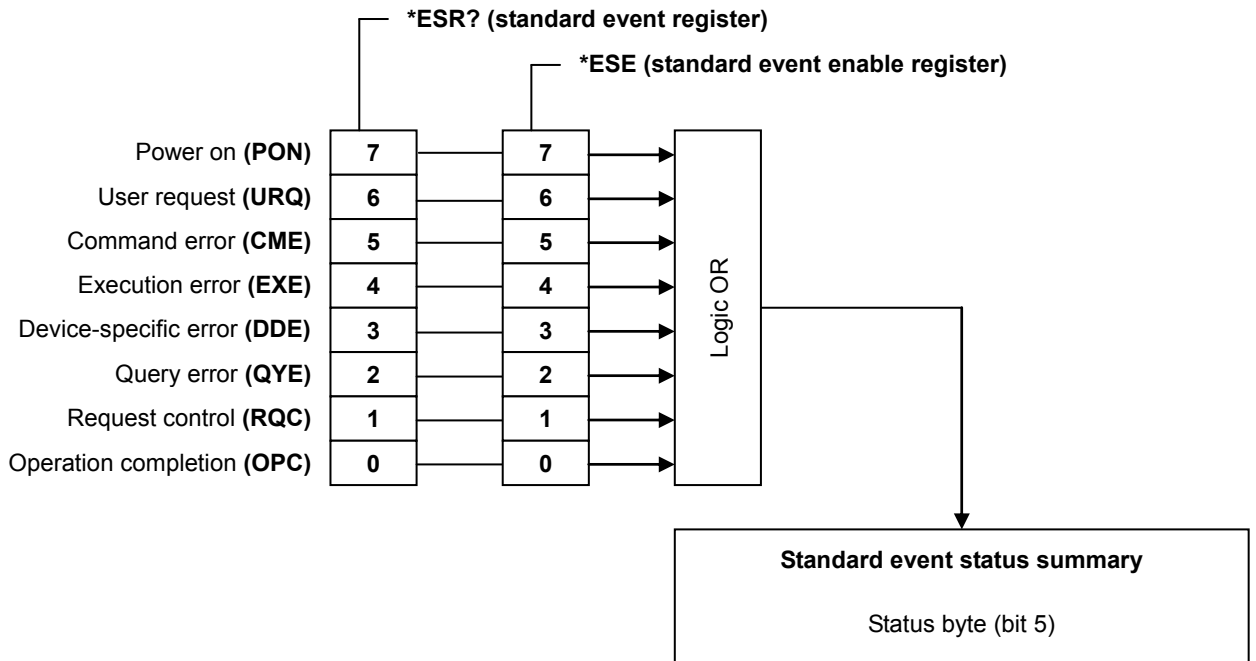 *ESR? (standard event register)
*ESE (standard event enable register)
Power on (PON) 7 7
User request (URQ) 6 6
Command error (CME) 5 5
Execution error (EXE) 4 4
Device-specific error (DDE) 3 3
Query error (QYE) 2 2
Request control (RQC) 1 1
Operation completion (OPC) 0 0
Logic OR
Standard event status summary
Status byte (bit 5)